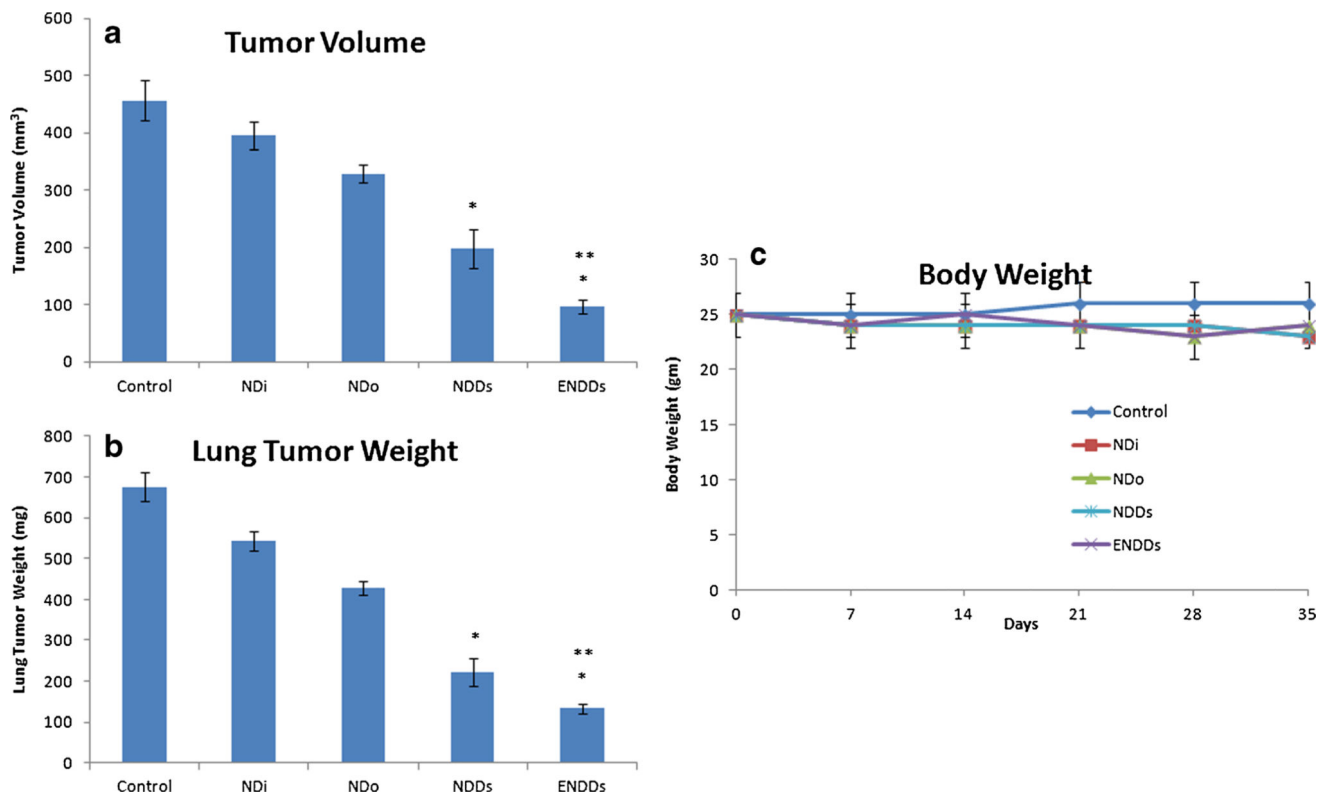 a
Tumor Volume
Tumor Volume (mm³)
600
500
400
300
200
100
0
*
**
*
Control NDi NDo NDDs ENDDs
b
Lung Tumor Weight
Lung Tumor Weight (mg)
800
700
600
500
400
300
200
100
0
*
**
*
Control NDi NDo NDDs ENDDs
c
Body Weight
Body Weight (gm)
30
25
20
15
10
5
0
Control
NDi
NDo
NDDs
ENDDs
0 7 14 21 28 35
Days